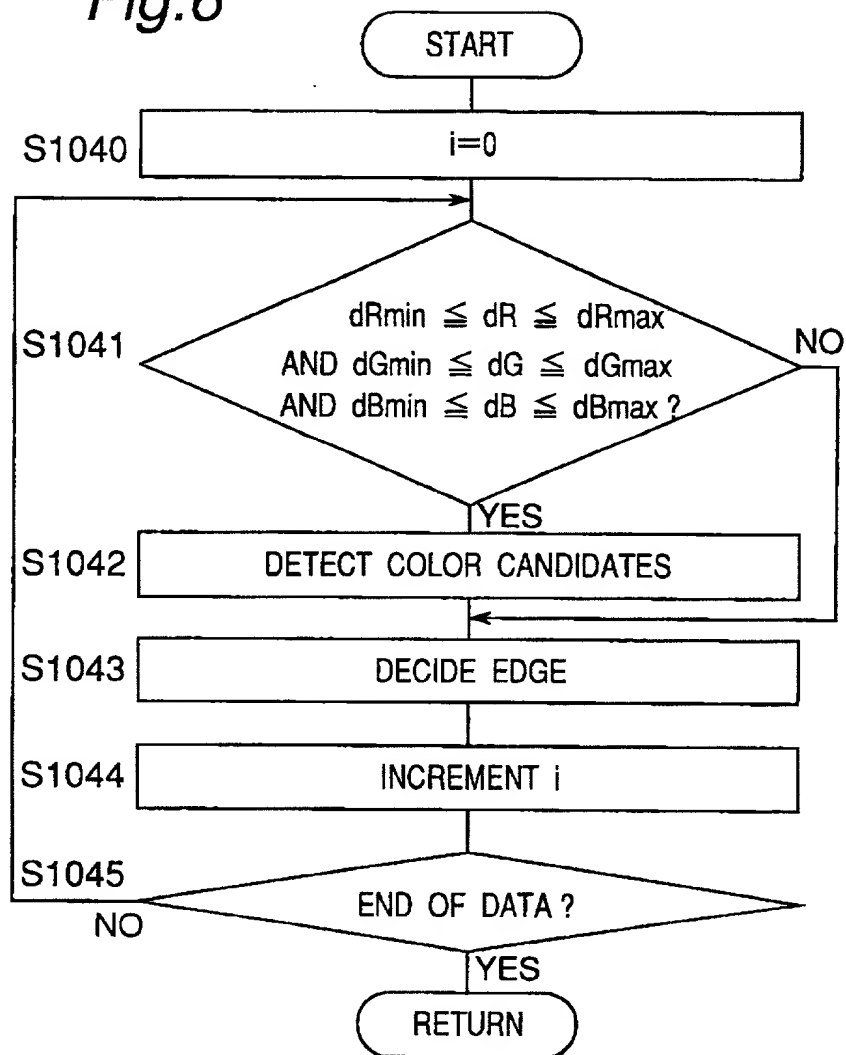 Fig.8
START
S1040
i=0
S1041
dRmin ≦ dR ≦ dRmax
AND dGmin ≦ dG ≦ dGmax
AND dBmin ≦ dB ≦ dBmax ?
NO
YES
S1042
DETECT COLOR CANDIDATES
S1043
DECIDE EDGE
S1044
INCREMENT i
S1045
END OF DATA ?
NO
YES
RETURN